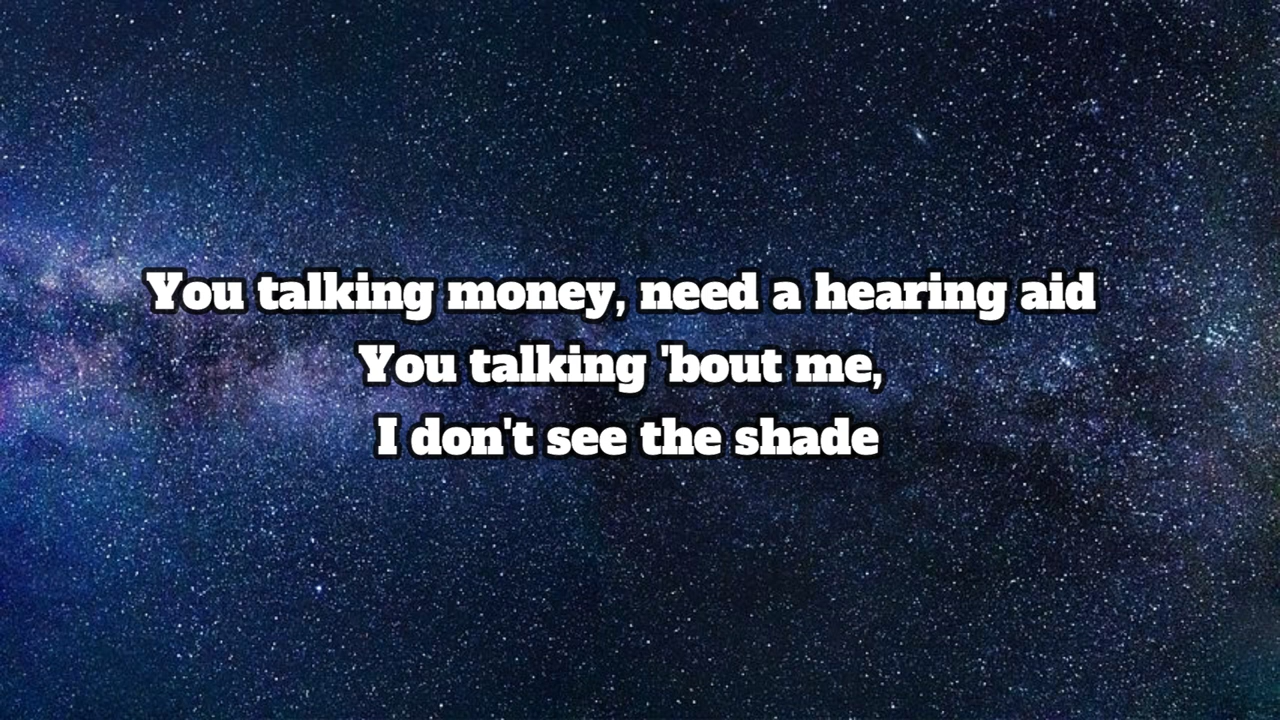 You talking money, need a hearing aid
You talking 'bout me,
I don't see the shade